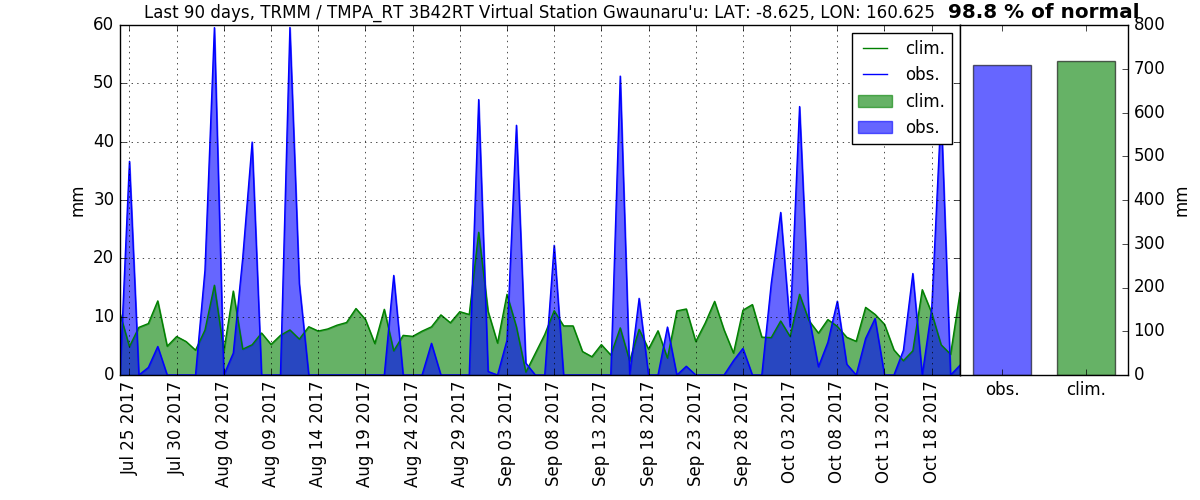 Last 90 days, TRMM / TMPA_RT 3B42RT Virtual Station Gwaunaru'u: LAT: -8.625, LON: 160.625
98.8 % of normal
60
50
40
30
20
10
0
mm
clim.
obs.
clim.
obs.
800
700
600
500
400
300
200
100
0
mm
Jul 25 2017
Jul 30 2017
Aug 04 2017
Aug 09 2017
Aug 14 2017
Aug 19 2017
Aug 24 2017
Aug 29 2017
Sep 03 2017
Sep 08 2017
Sep 13 2017
Sep 18 2017
Sep 23 2017
Sep 28 2017
Oct 03 2017
Oct 08 2017
Oct 13 2017
Oct 18 2017
obs.
clim.